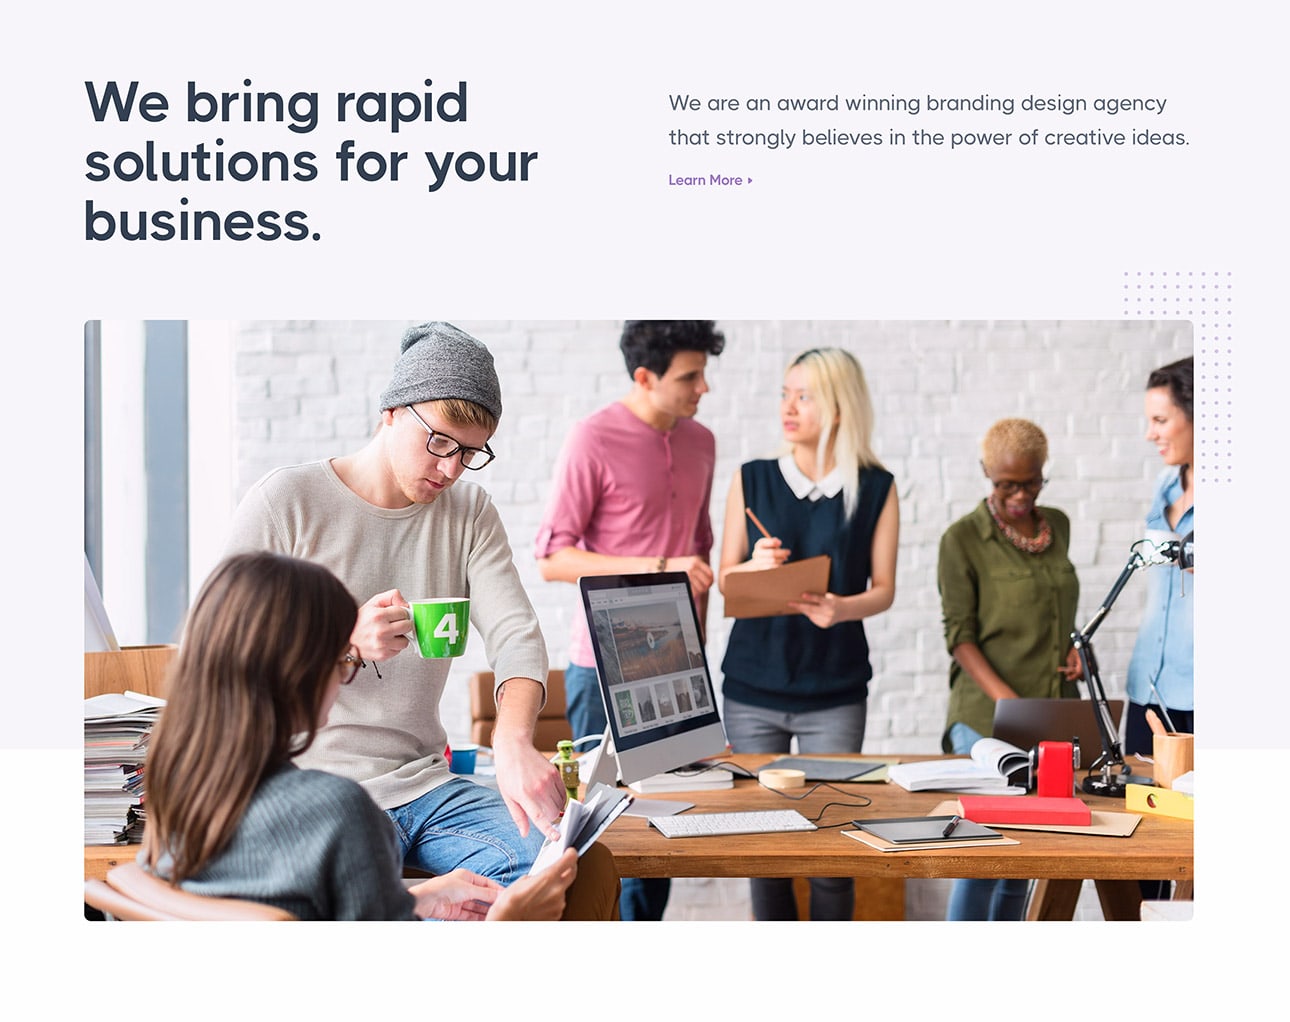 We bring rapid
solutions for your
business.
We are an award winning branding design agency
that strongly believes in the power of creative ideas.
Learn More
4